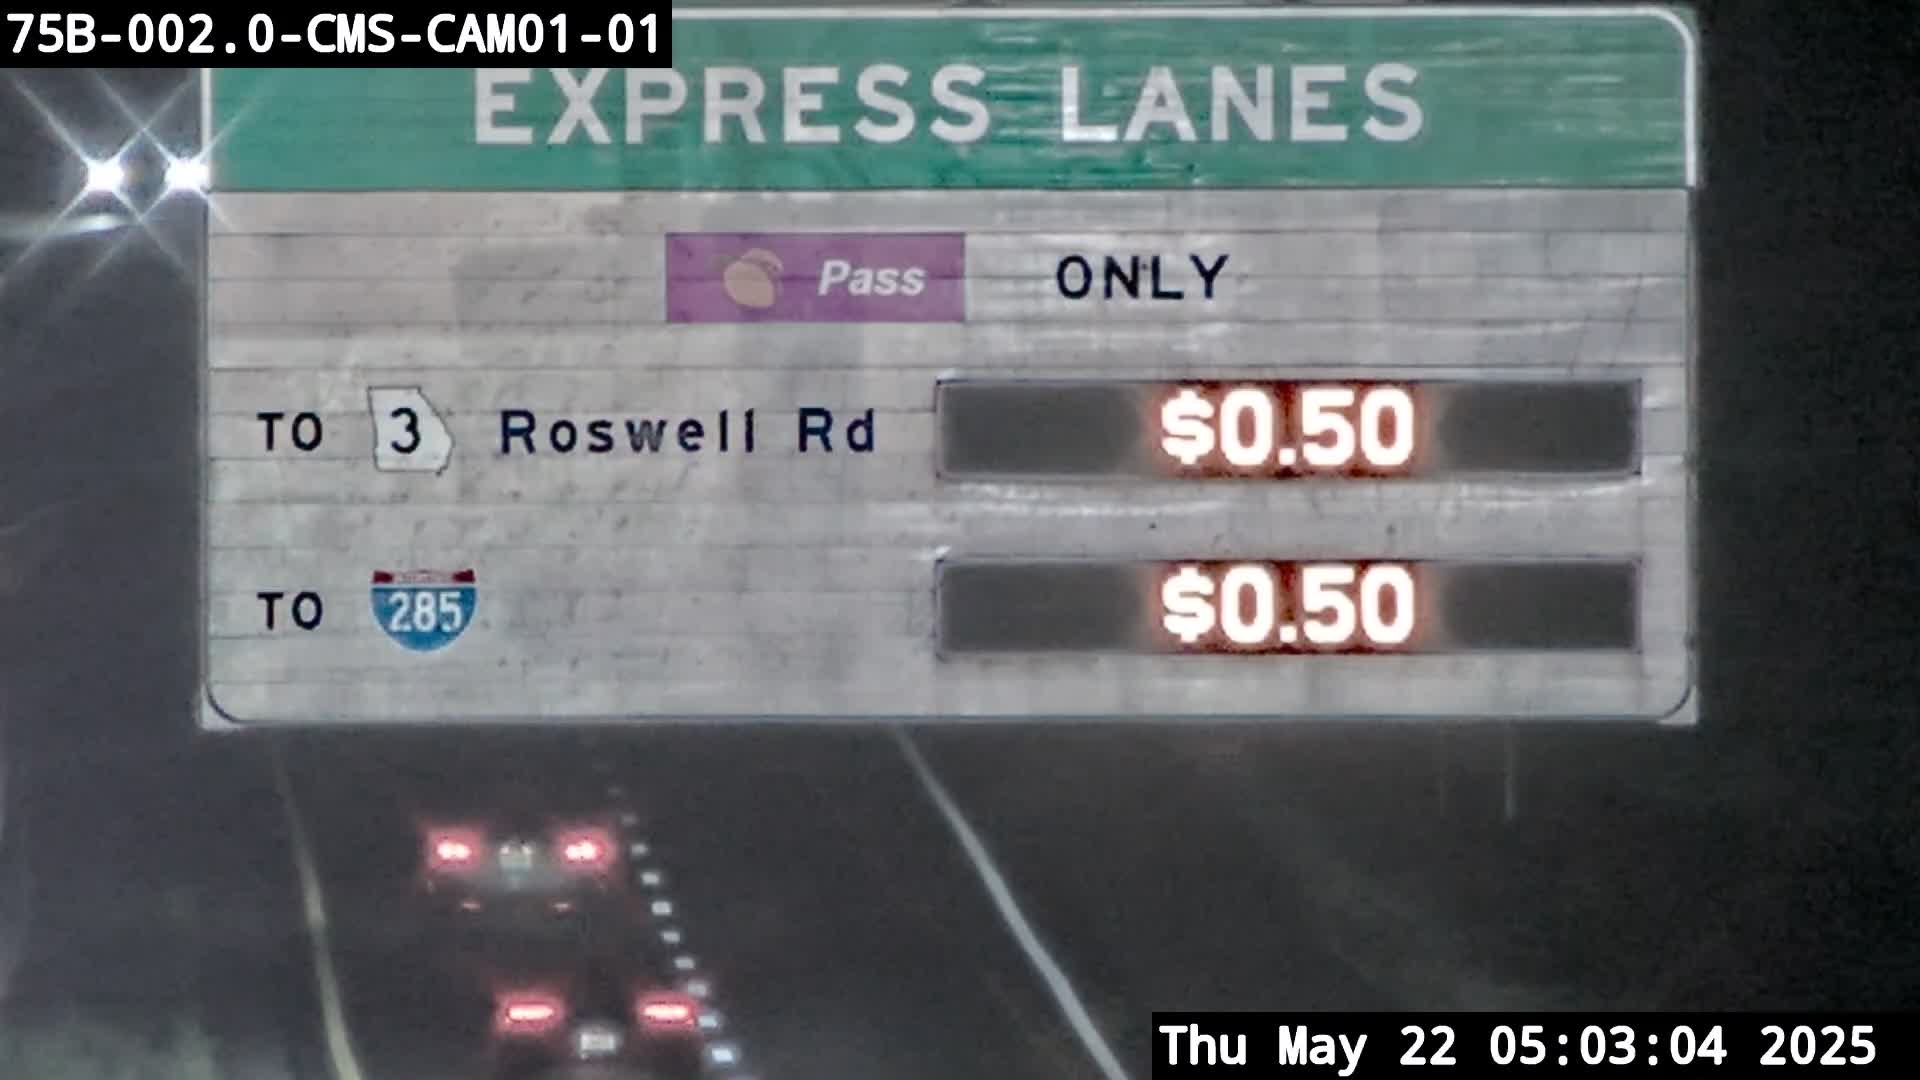 75B-002.0-CMS-CAM01-01
EXPRESS LANES
Pass ONLY
TO 3 Roswell Rd $0.50
TO 285 $0.50
Thu May 22 05:03:04 2025